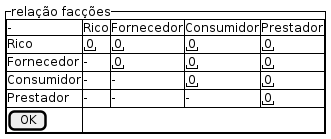 relação facções
- Rico Fornecedor Consumidor Prestador
Rico 0 0 0 0
Fornecedor - 0 0 0
Consumidor - - 0 0
Prestador - - - 0
OK